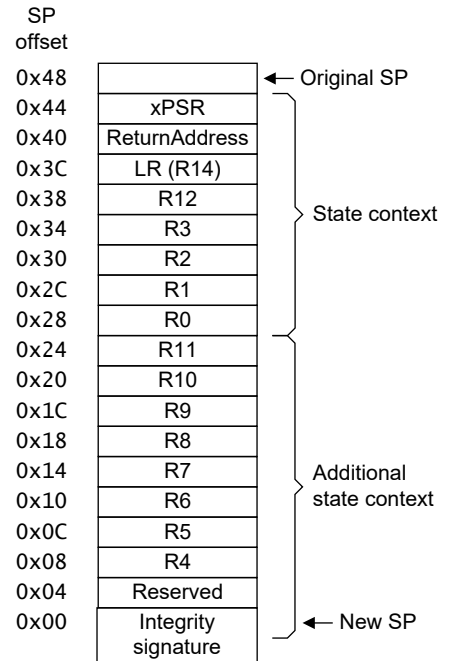 SP
offset
0x48 Original SP
0x44 xPSR
0x40 ReturnAddress
0x3C LR (R14)
0x38 R12
0x34 R3 State context
0x30 R2
0x2C R1
0x28 R0
0x24 R11
0x20 R10
0x1C R9
0x18 R8
0x14 R7 Additional
0x10 R6 state context
0x0C R5
0x08 R4
0x04 Reserved
0x00 Integrity New SP
signature